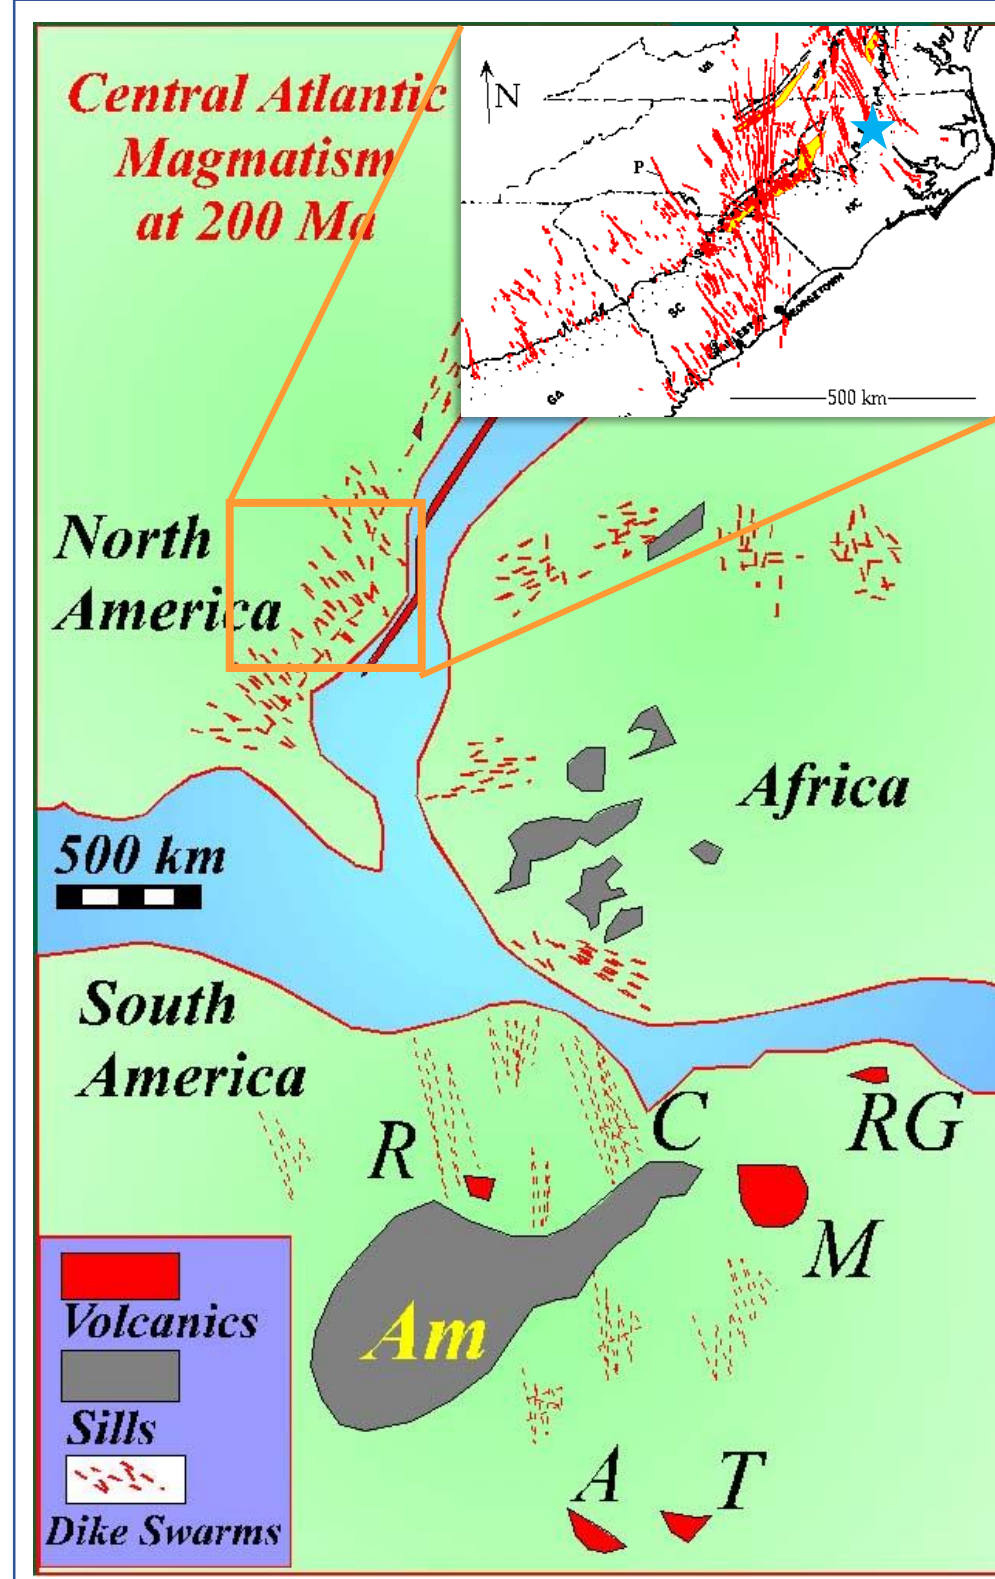 Central Atlantic
Magmatism
at 200 Ma
N
P
NC
SC
GEORGETOWN
GA
500 km
North
America
Africa
500 km
South
America
R
C
RG
M
Am
A
T
Volcanics
Sills
Dike Swarms